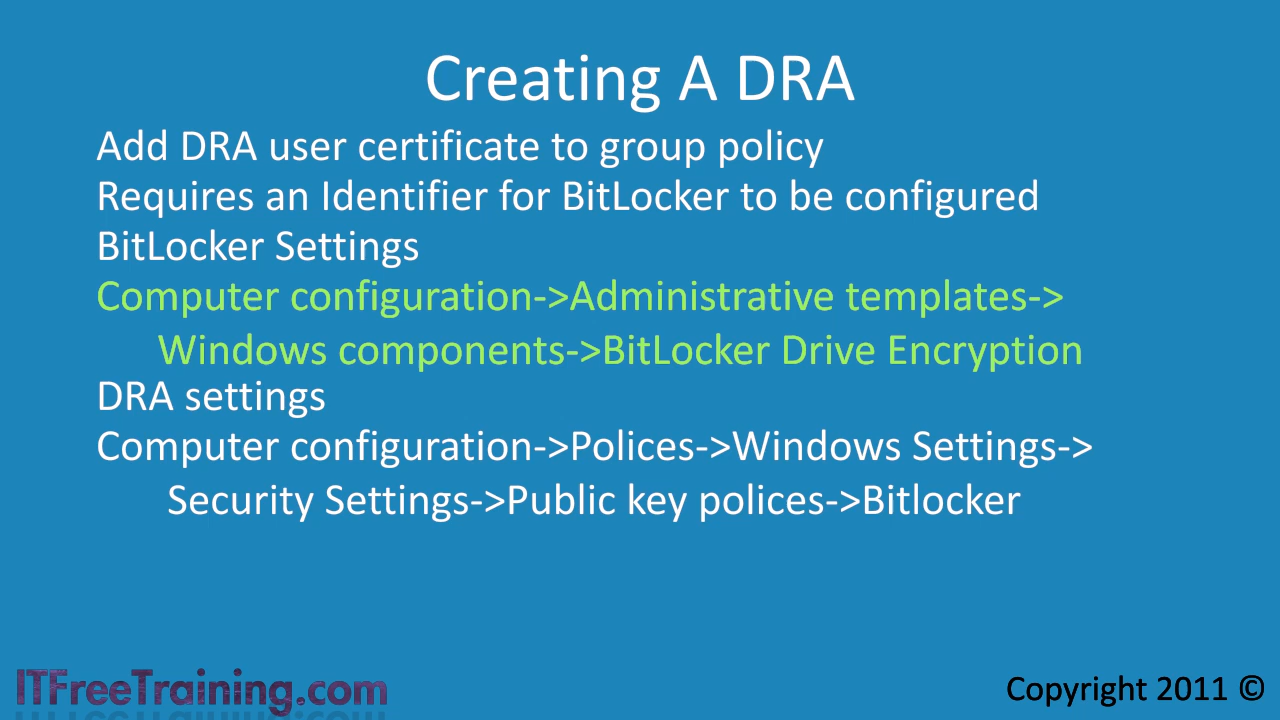 Creating A DRA
Add DRA user certificate to group policy
Requires an Identifier for BitLocker to be configured
BitLocker Settings
Computer configuration->Administrative templates->
Windows components->BitLocker Drive Encryption
DRA settings
Computer configuration->Polices->Windows Settings->
Security Settings->Public key polices->Bitlocker
ITFreeTraining.com
Copyright 2011 ©